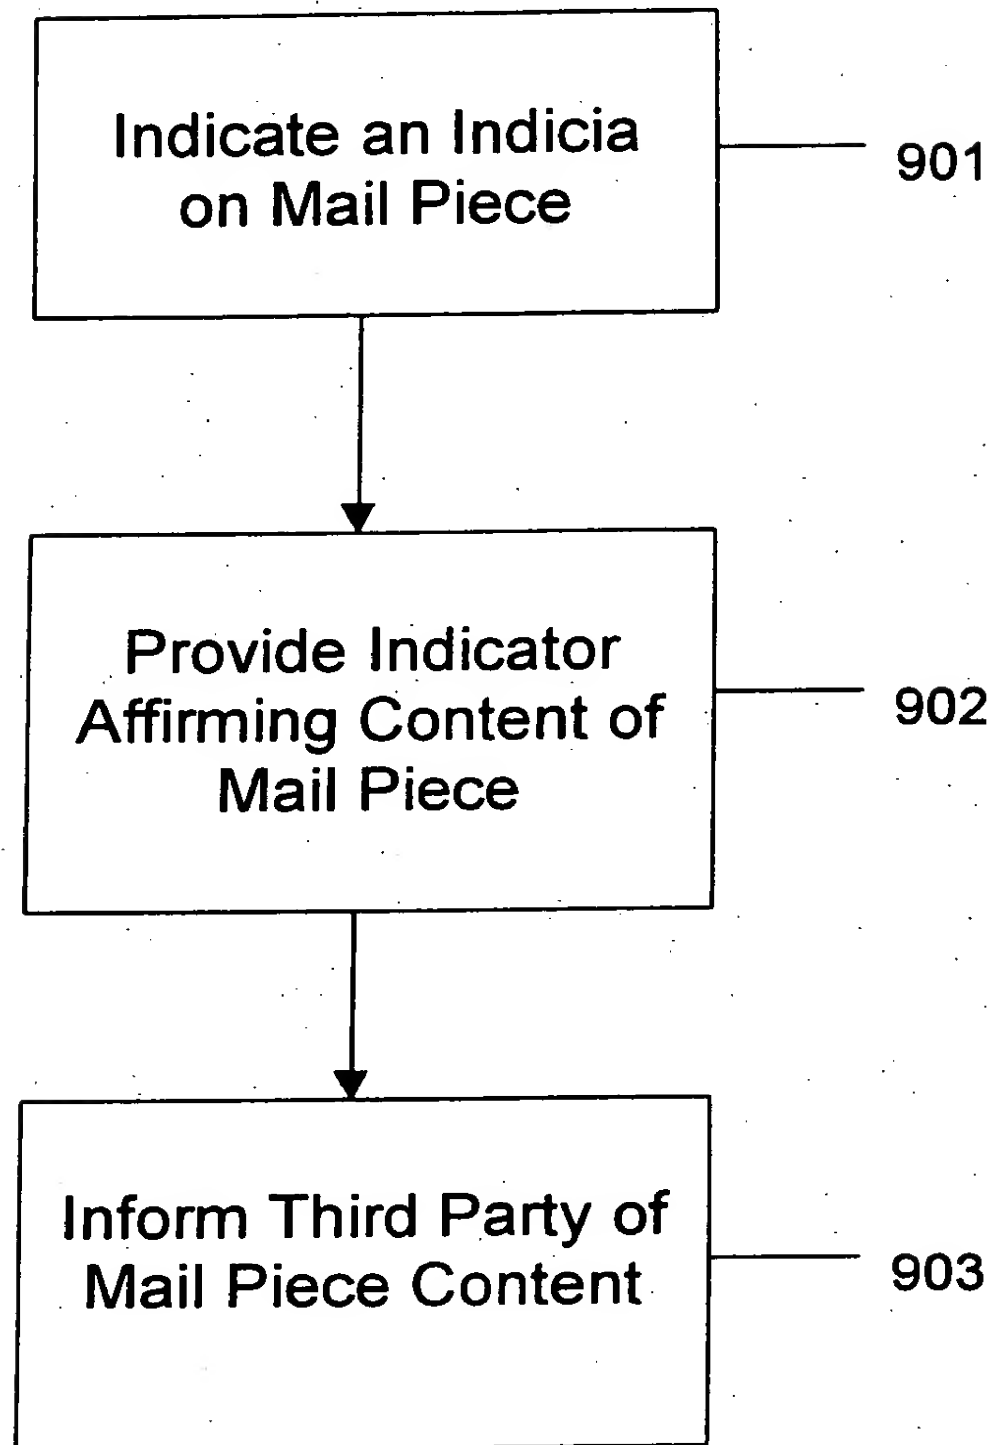 Indicate an Indicia
on Mail Piece
901
Provide Indicator
Affirming Content of
Mail Piece
902
Inform Third Party of
Mail Piece Content
903